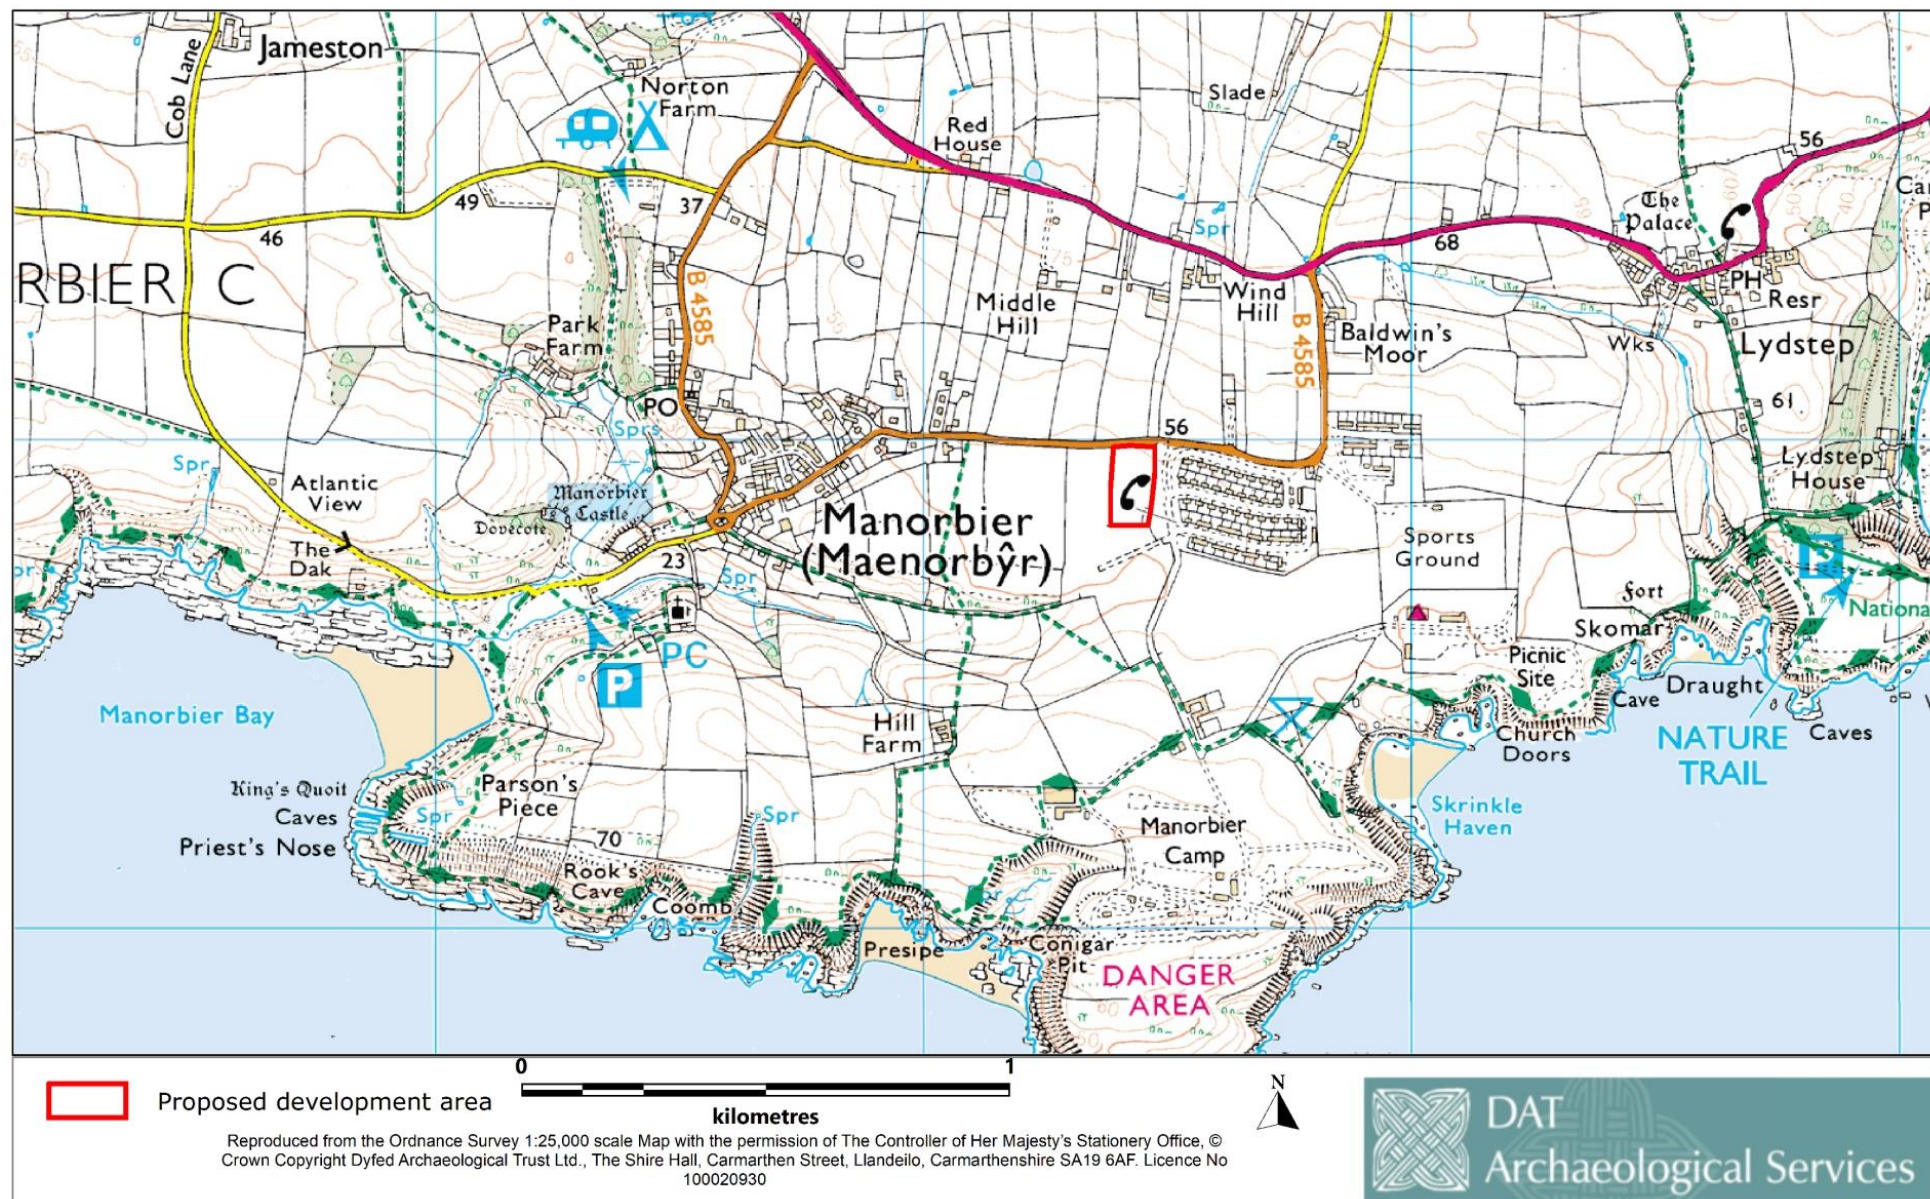 Jameston
Cob Lane
Norton
Farm
Slade
Red
House
56
49
37
46
RBIER C
The
Palace
Spr
68
B 4585
Middle
Hill
Wind
Hill
B 4585
Baldwin's
Moor
PH
Resr
Wks
Lydstep
Park
Farm
PO
Sprs
56
61
Spr
Atlantic
View
Manorbier
Castle
Dovecote
Manorbier
(Maenorbŷr)
Lydstep
House
Sports
Ground
The
Dak
23
Spr
Fort
Nationa
Skomar
PC
P
Picnic
Site
Cave
Draught
Manorbier Bay
Hill
Farm
Church
Doors
NATURE
TRAIL
Caves
King's Quoit
Caves
Priest's Nose
Parson's
Piece
Spr
Spr
Skrinkle
Haven
70
Manorbier
Camp
Rook's
Cave
Coomb
Presipe
Conigar
Pit
DANGER
AREA
0 1
kilometres
N
Proposed development area
Reproduced from the Ordnance Survey 1:25,000 scale Map with the permission of The Controller of Her Majesty's Stationery Office, ©
Crown Copyright Dyfed Archaeological Trust Ltd., The Shire Hall, Carmarthen Street, Llandeilo, Carmarthenshire SA19 6AF. Licence No
100020930
DAT
Archaeological Services